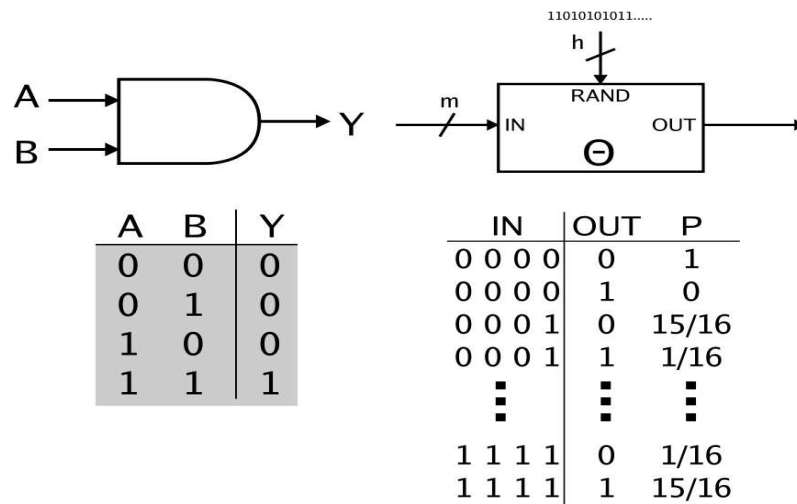 A
B
Y
A B Y
0 0 0
0 1 0
1 0 0
1 1 1
11010101011.....
h
m
RAND
IN OUT
Θ
IN OUT P
0 0 0 0 0 1
0 0 0 0 1 0
0 0 0 1 0 15/16
0 0 0 1 1 1/16
1 1 1 1 0 1/16
1 1 1 1 1 15/16